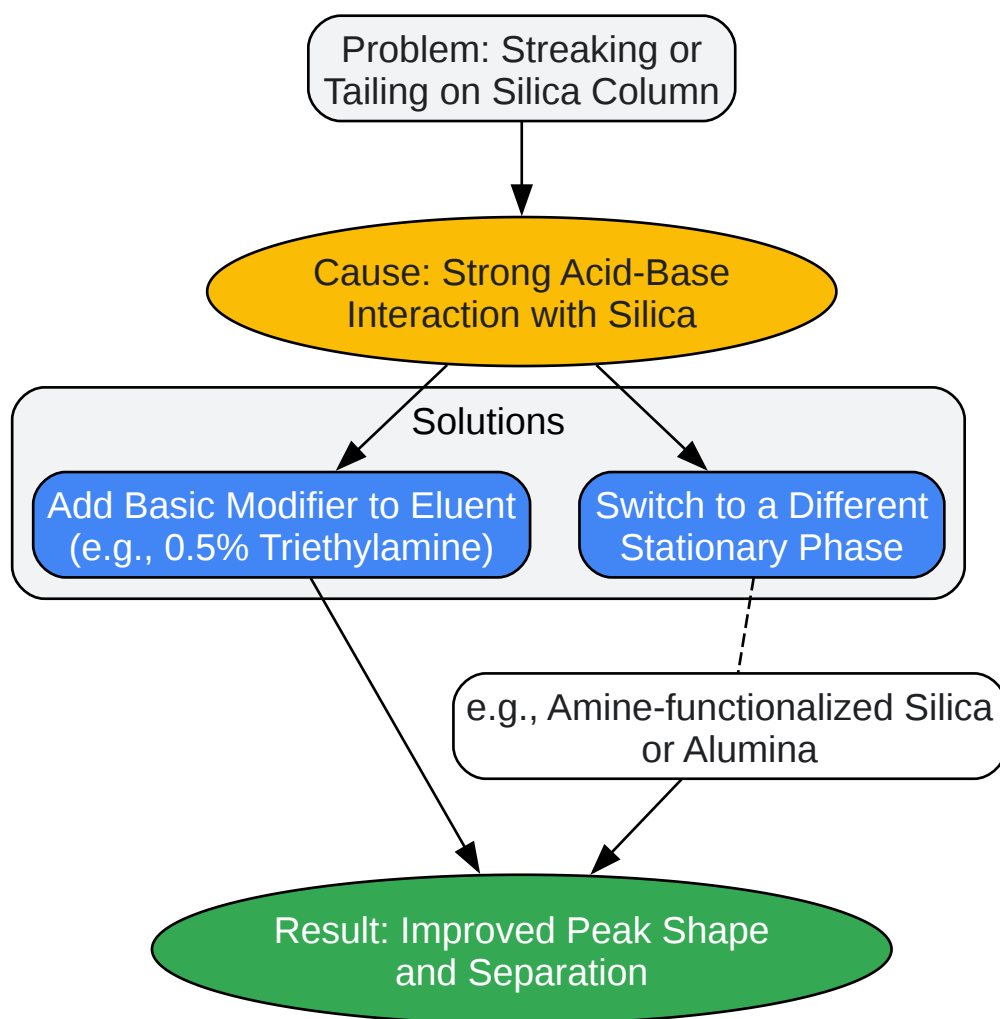 Problem: Streaking or
Tailing on Silica Column
Cause: Strong Acid-Base
Interaction with Silica
Solutions
Add Basic Modifier to Eluent
(e.g., 0.5% Triethylamine)
Switch to a Different
Stationary Phase
e.g., Amine-functionalized Silica
or Alumina
Result: Improved Peak Shape
and Separation